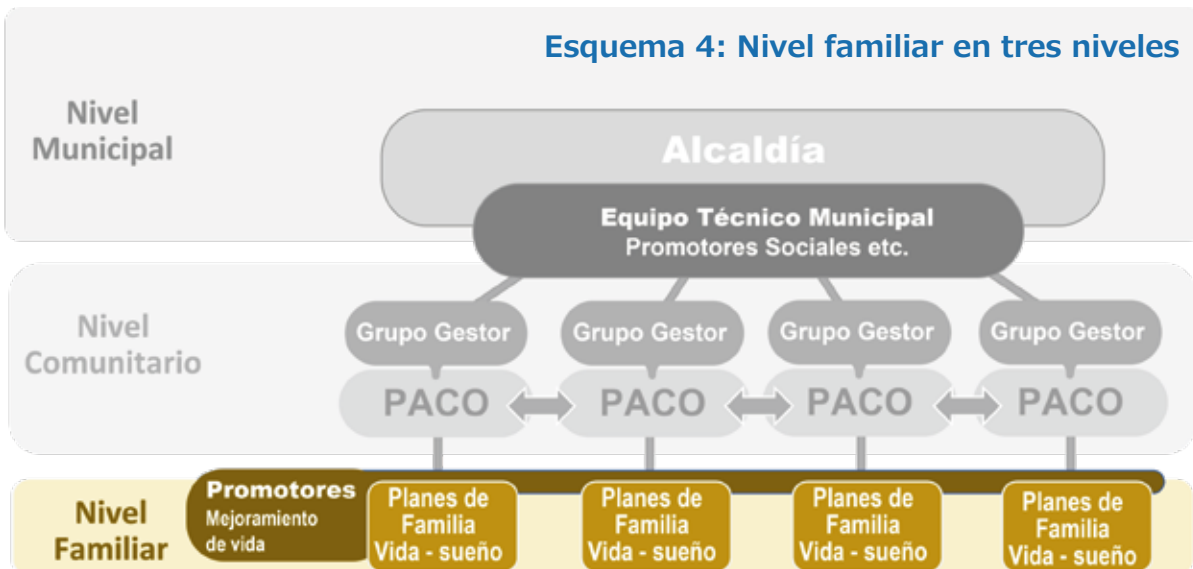 Esquema 4: Nivel familiar en tres niveles
Nivel
Municipal
Alcaldía
Equipo Técnico Municipal
Promotores Sociales etc.
Nivel
Comunitario
Grupo Gestor
Grupo Gestor
Grupo Gestor
Grupo Gestor
PACO
PACO
PACO
PACO
Nivel
Familiar
Promotores
Mejoramiento
de vida
Planes de
Familia
Vida - sueño
Planes de
Familia
Vida - sueño
Planes de
Familia
Vida - sueño
Planes de
Familia
Vida - sueño